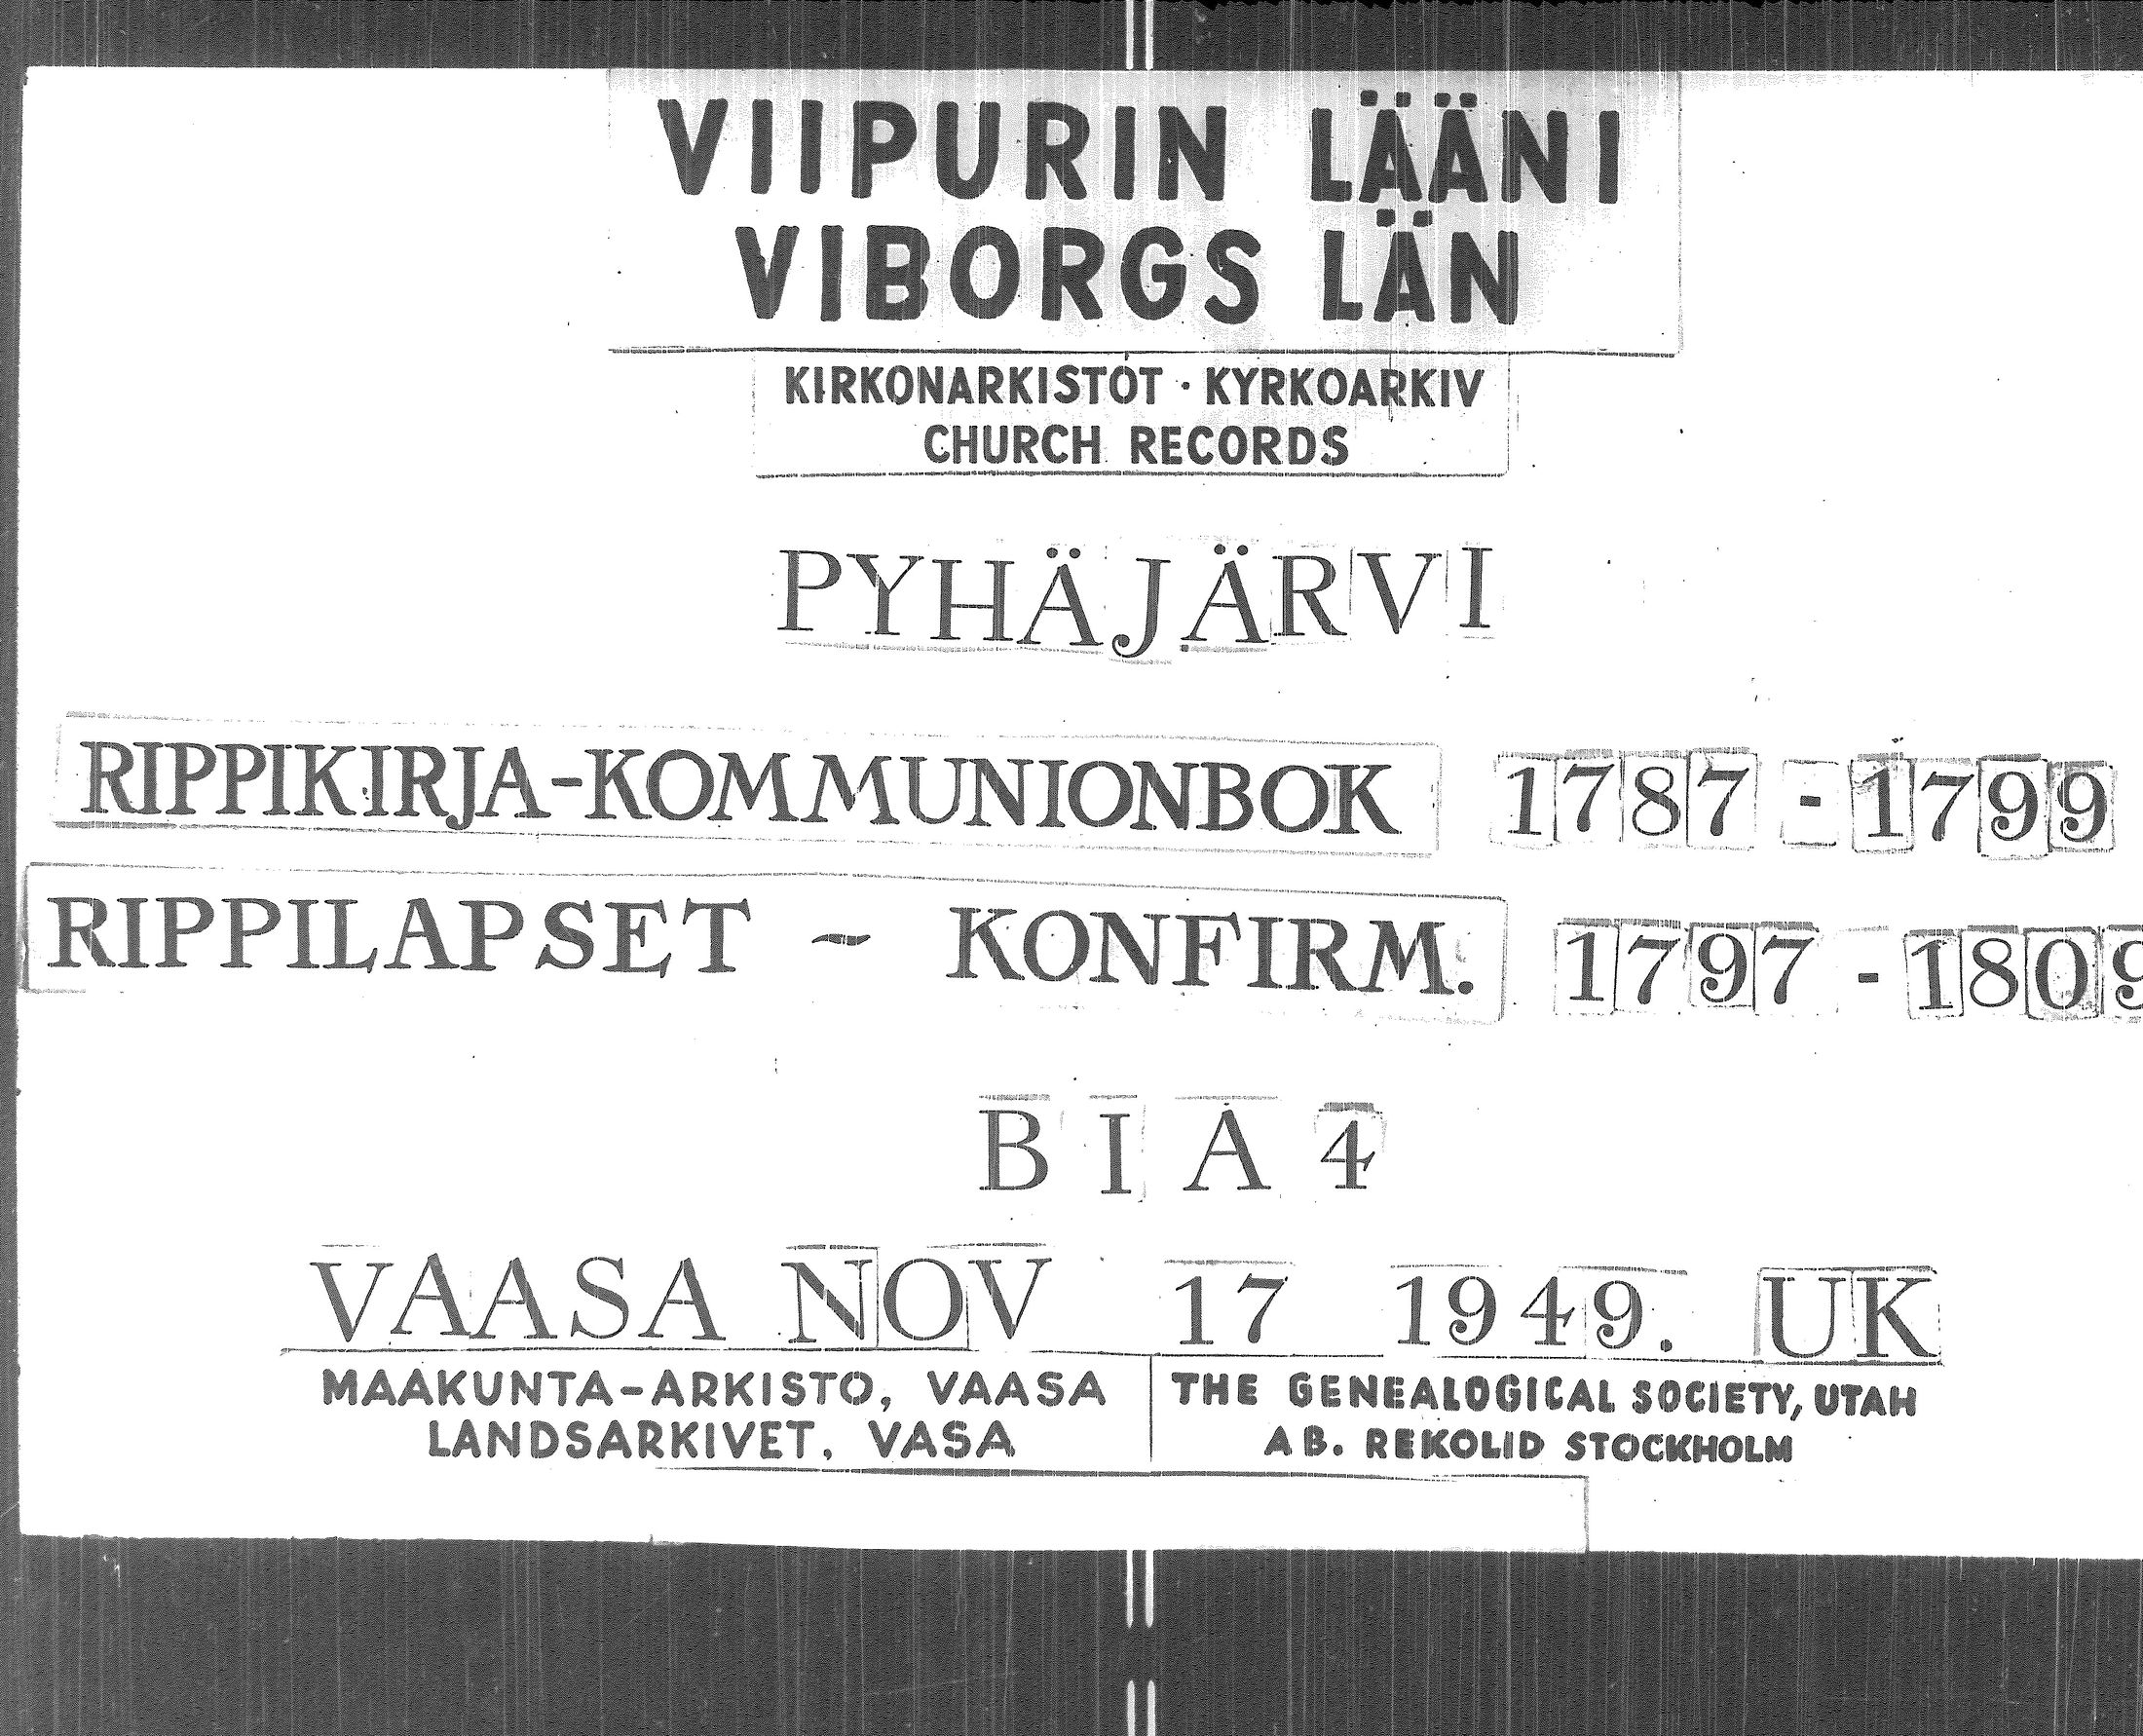 VIIPURIN LÄÄNI
VIBORGS LÄN
KIRKONARKISTOT · KYRKOARKIV
CHURCH RECORDS
PYHÄJÄRVI
RIPPIKIRJA-KOMMUNIONBOK 1787 - 1799
RIPPILAPSET - KONFIRM. 1797 - 1809
B I A 4
VAASA NOV 17 1949. UK
MAAKUNTA-ARKISTO, VAASA
LANDSARKIVET, VASA
THE GENEALOGICAL SOCIETY, UTAH
AB. REKOLID STOCKHOLM